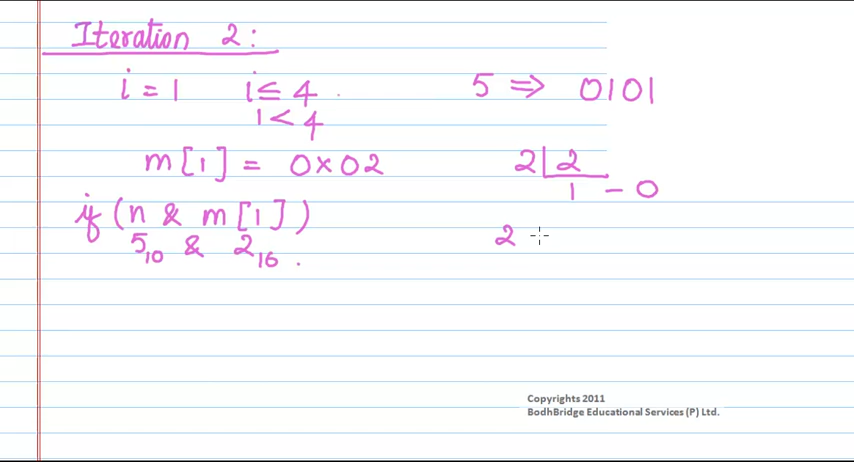 Iteration 2:
i = 1 i ≤ 4 .
1 < 4
5 ⇒ 0101
m[1] = 0x02
2 | 2
1 - 0
if (n & m[1])
5₁₀ & 2₁₆ .
2
Copyrights 2011
BodhBridge Educational Services (P) Ltd.